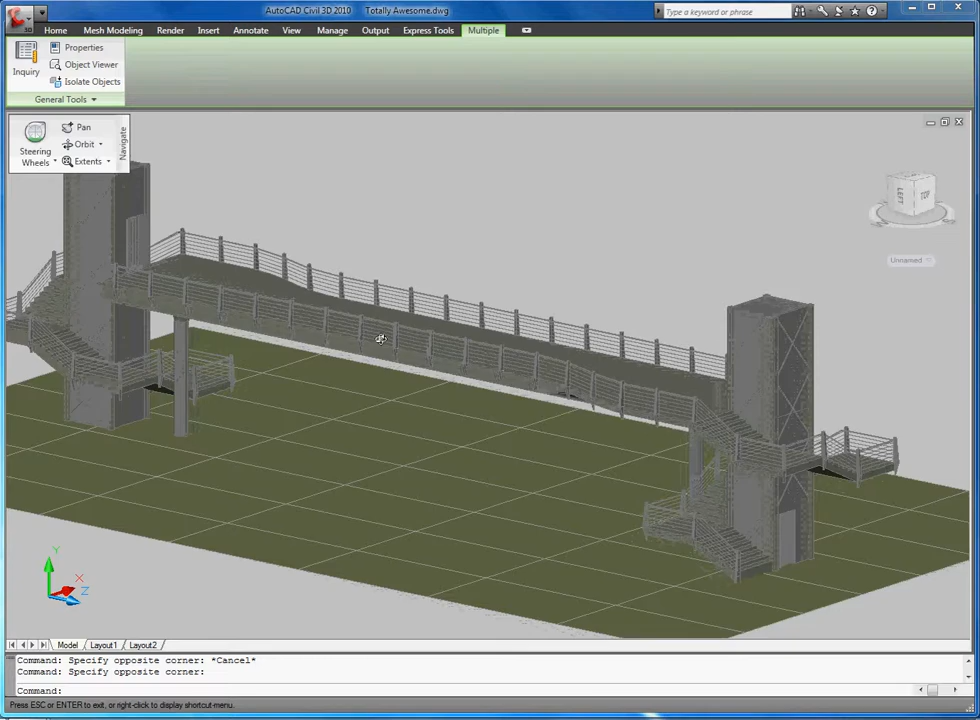 AutoCAD Civil 3D 2010 Totally Awesome.dwg
Type a keyword or phrase
Home Mesh Modeling Render Insert Annotate View Manage Output Express Tools Multiple
Inquiry
Properties
Object Viewer
Isolate Objects
General Tools
Steering Wheels
Pan
Orbit
Extents
Navigate
LEFT TOP
Unnamed
Y
X
Z
Model Layout1 Layout2
Command: Specify opposite corner: *Cancel*
Command: Specify opposite corner:
Command:
Press ESC or ENTER to exit, or right-click to display shortcut-menu.